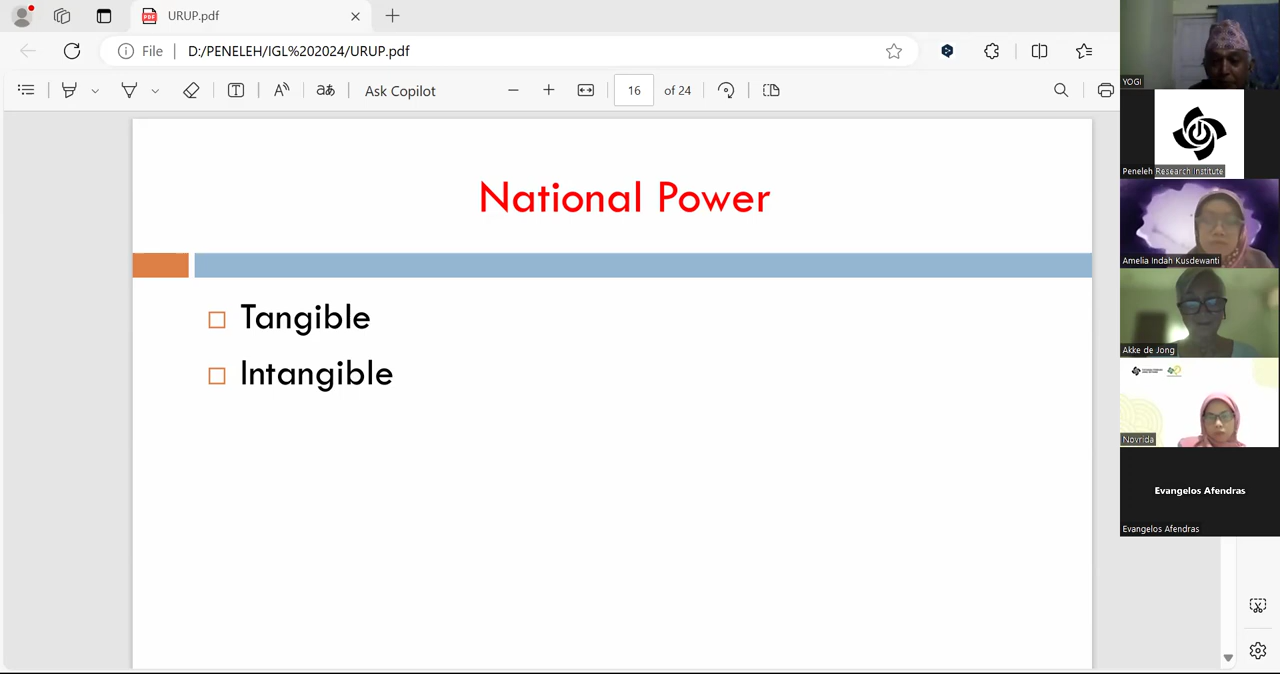 URUP.pdf
File
D:/PENELEH/IGL%202024/URUP.pdf
Ask Copilot
16
of 24
National Power
Tangible
Intangible
YOGI
Peneleh Research Institute
Amelia Indah Kusdewanti
Akke de Jong
Novrida
Evangelos Afendras
Evangelos Afendras